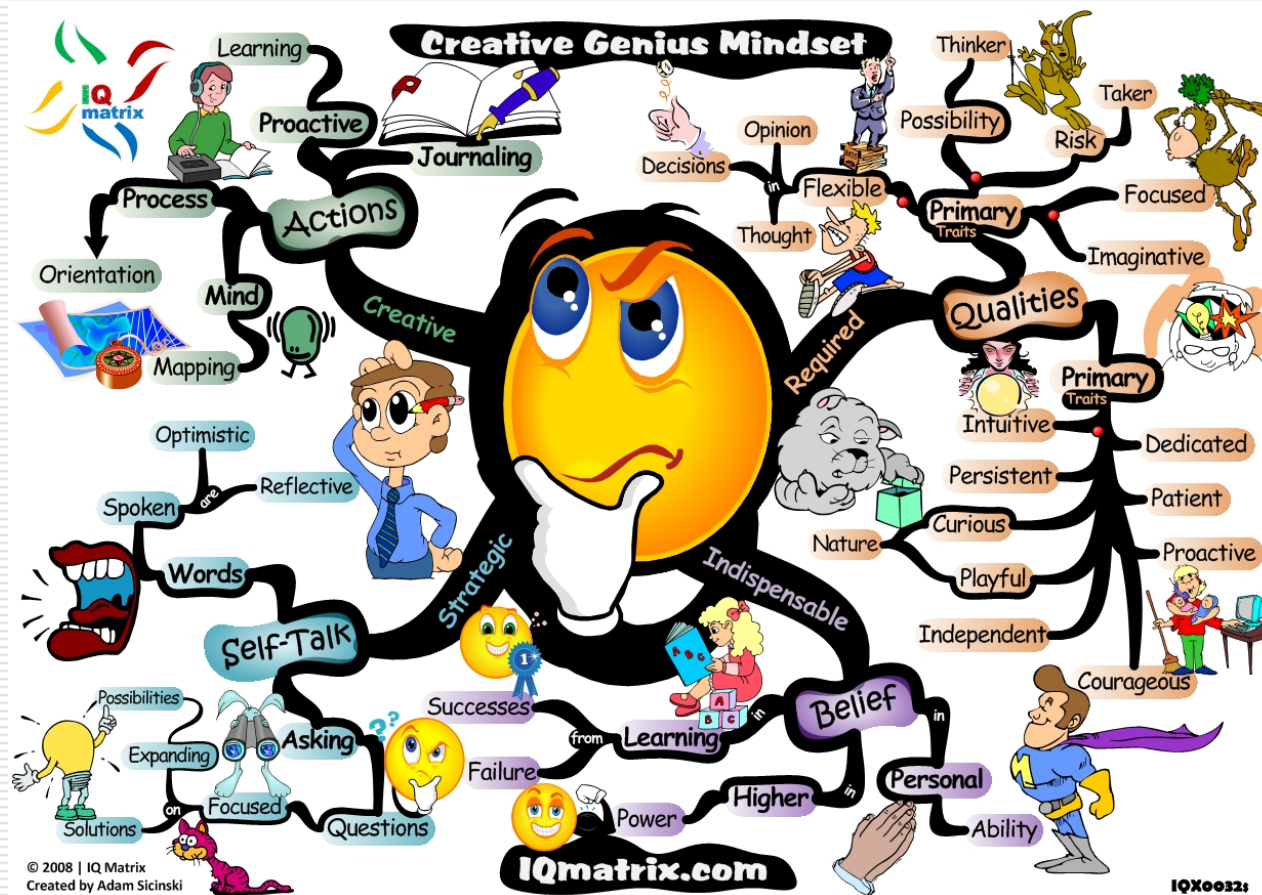 Creative Genius Mindset
IQ
matrix
Learning
Proactive
Journaling
Actions
Process
Orientation
Mind
Mapping
Creative
Thinker
Possibility
Taker
Risk
Opinion
Decisions
in
Flexible
Thought
Primary
Traits
Focused
Imaginative
Qualities
Required
Primary
Traits
Intuitive
Dedicated
Persistent
Patient
Curious
Nature
Playful
Proactive
Independent
Courageous
Optimistic
are
Reflective
Spoken
Words
Strategic
Self-Talk
Possibilities
Expanding
Asking
??
on
Focused
Solutions
Questions
Indispensable
1
ABC
A
B
C
Belief
in
Learning
from
Successes
Failure
in
Higher
Power
in
Personal
Ability
M
IQmatrix.com
© 2008 | IQ Matrix
Created by Adam Sicinski